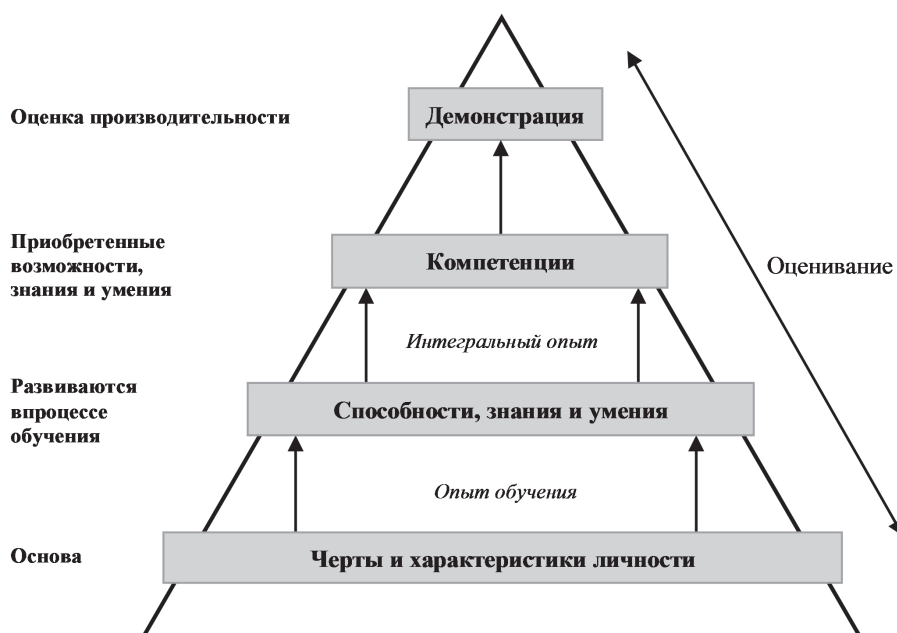 Оценка производительности
Демонстрация
Приобретенные
возможности,
знания и умения
Компетенции
Оценивание
Интегральный опыт
Развиваются
впроцессе
обучения
Способности, знания и умения
Опыт обучения
Основа
Черты и характеристики личности